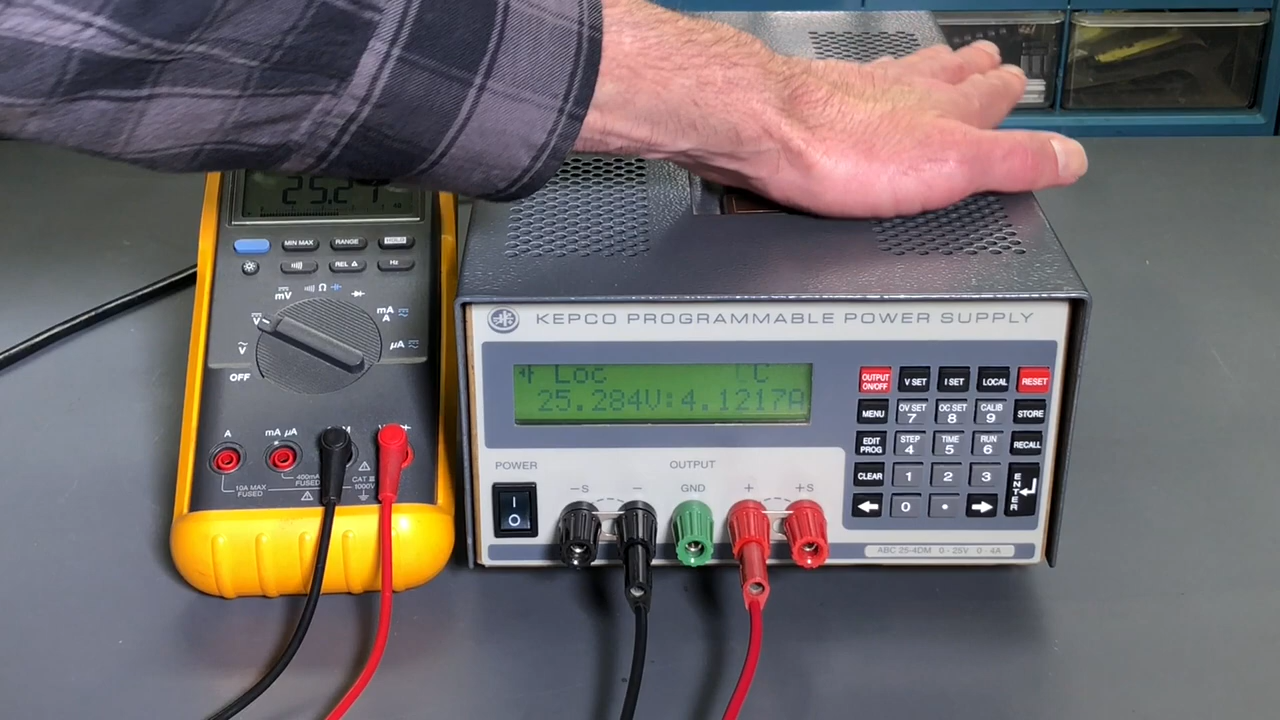 25.2
MIN MAX
RANGE
HOLD
REL Δ
Hz
mV
Ω
mA
A
V
μA
V
OFF
A
mA μA
10A MAX
FUSED
400mA
FUSED
CAT II
1000V
KEPCO PROGRAMMABLE POWER SUPPLY
Loc
25.284V:4.1217A
OUTPUT
ON/OFF
V SET
I SET
LOCAL
RESET
MENU
OV SET
7
OC SET
8
CALIB
9
STORE
EDIT
PROG
STEP
4
TIME
5
RUN
6
RECALL
CLEAR
1
2
3
ENTER
0
.
POWER
I
O
OUTPUT
–S
–
GND
+
+S
ABC 25-4DM 0-25V 0-4A